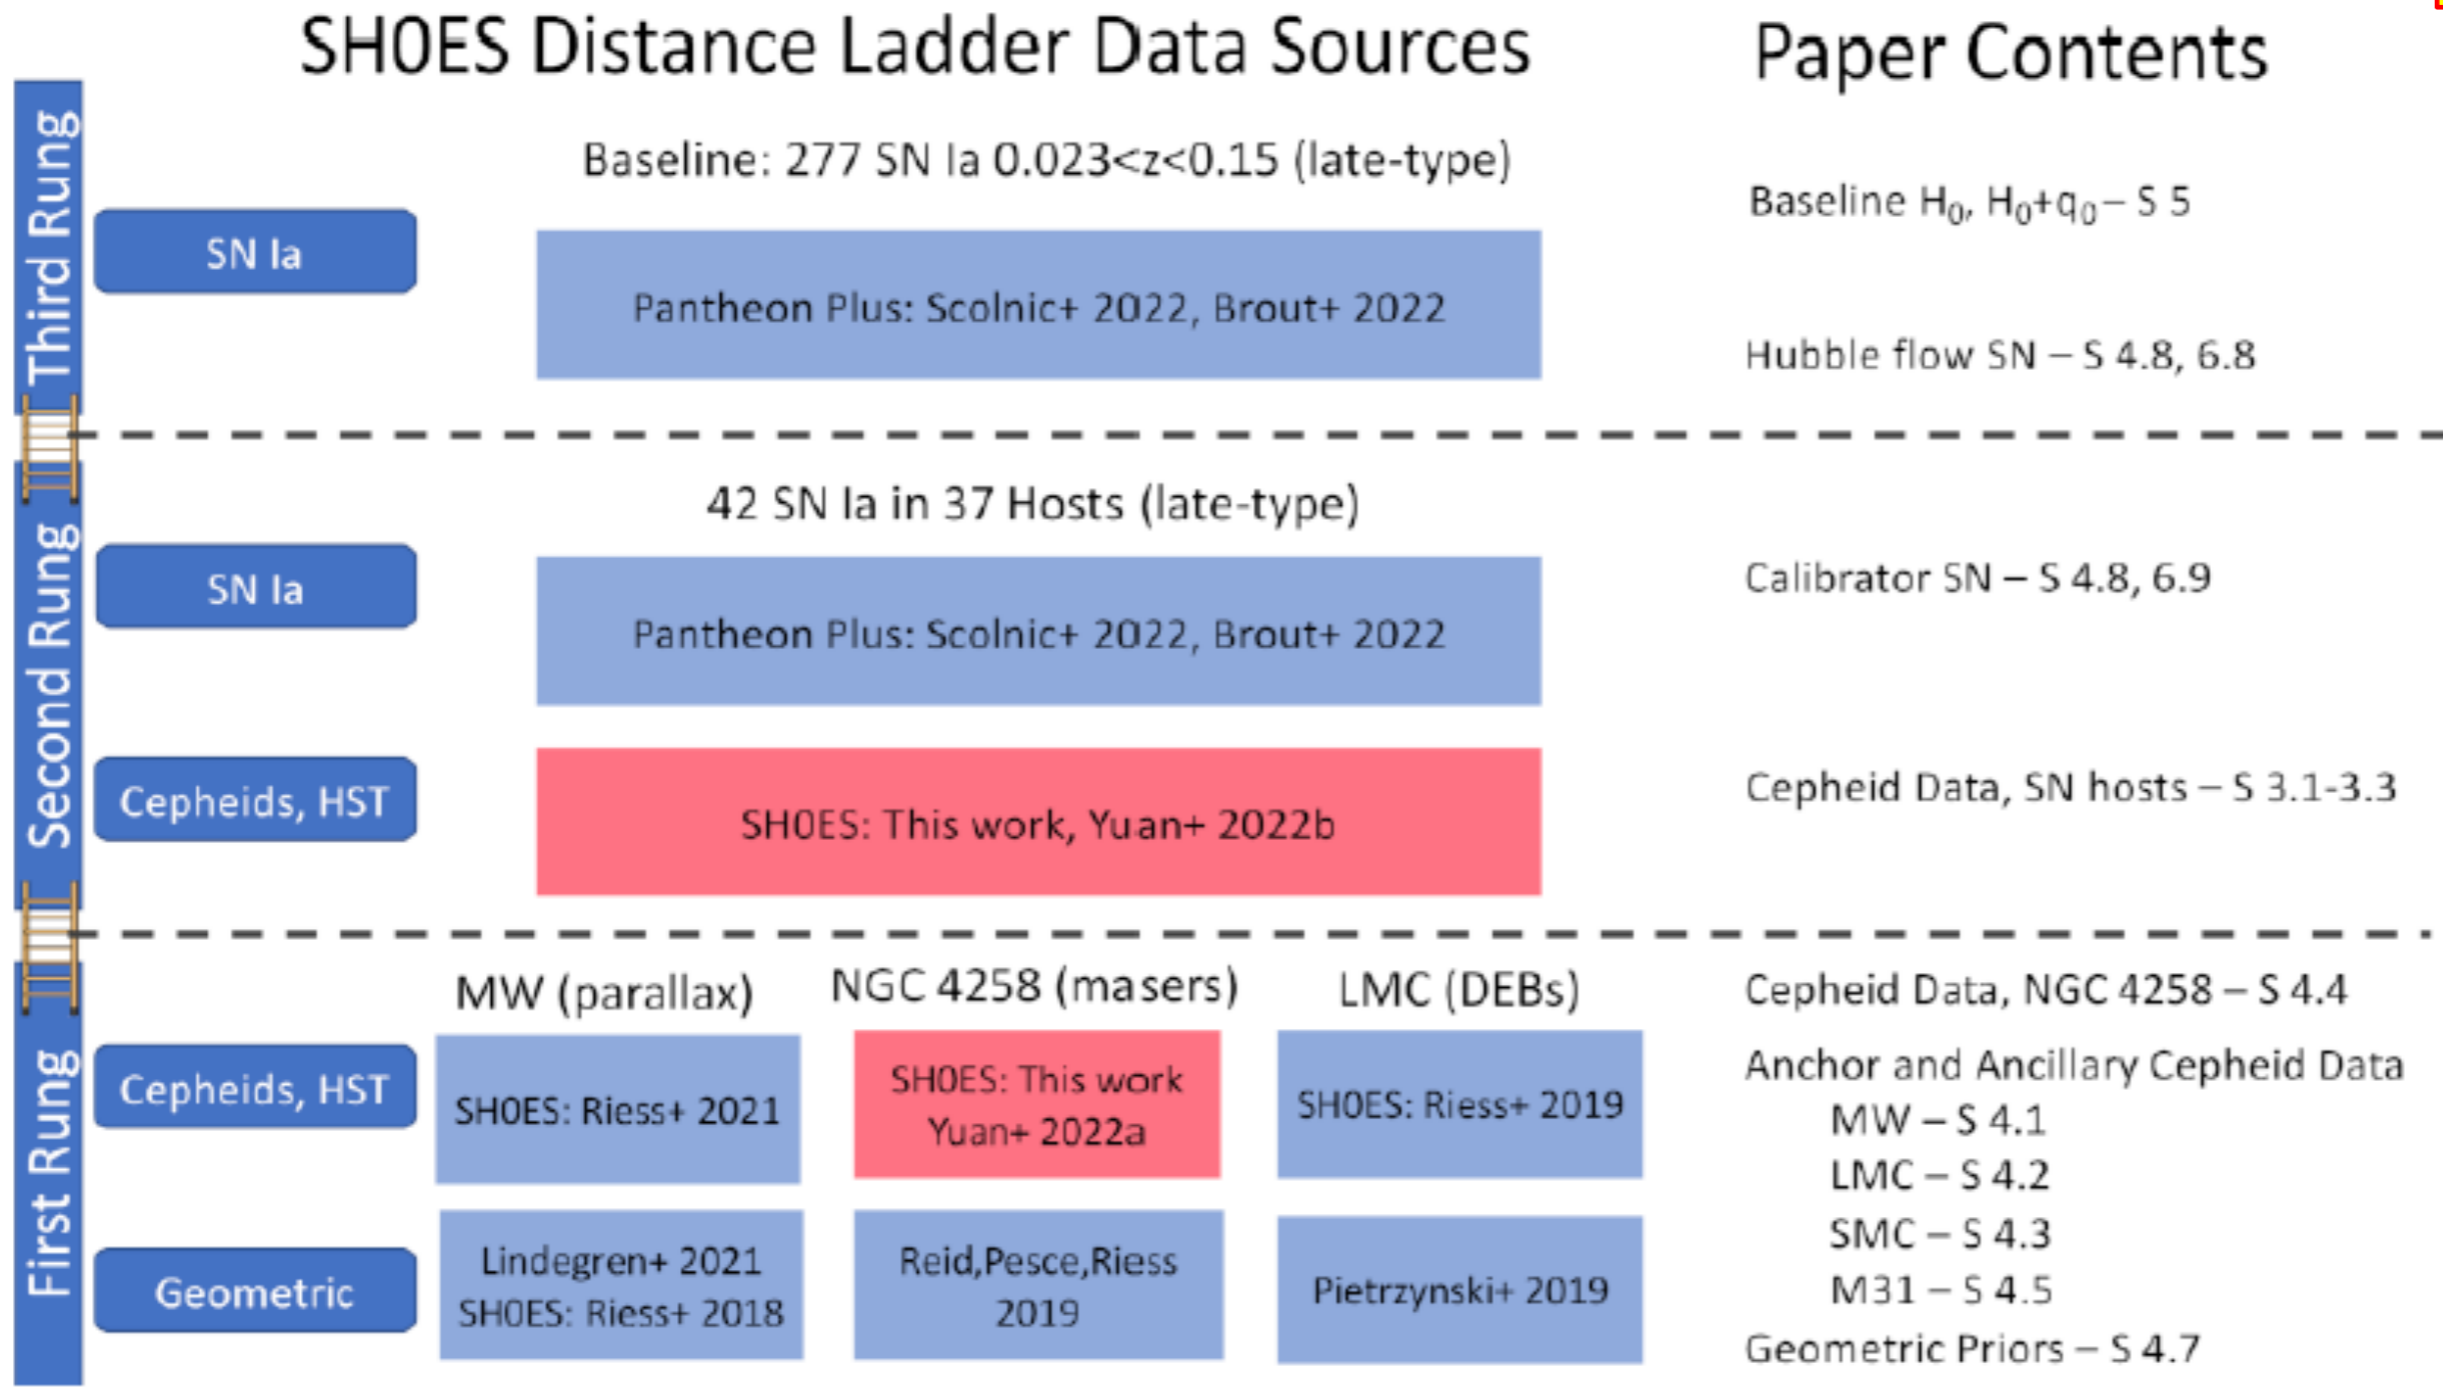 SH0ES Distance Ladder Data Sources
Paper Contents
Third Rung
Baseline: 277 SN Ia 0.023<z<0.15 (late-type)
SN Ia
Pantheon Plus: Scolnic+ 2022, Brout+ 2022
Baseline H₀, H₀+q₀– S 5
Hubble flow SN – S 4.8, 6.8
Second Rung
42 SN Ia in 37 Hosts (late-type)
SN Ia
Pantheon Plus: Scolnic+ 2022, Brout+ 2022
Calibrator SN – S 4.8, 6.9
Cepheids, HST
SH0ES: This work, Yuan+ 2022b
Cepheid Data, SN hosts – S 3.1-3.3
First Rung
MW (parallax)
NGC 4258 (masers)
LMC (DEBs)
Cepheids, HST
SH0ES: Riess+ 2021
SH0ES: This work
Yuan+ 2022a
SH0ES: Riess+ 2019
Geometric
Lindegren+ 2021
SH0ES: Riess+ 2018
Reid,Pesce,Riess
2019
Pietrzynski+ 2019
Cepheid Data, NGC 4258 – S 4.4
Anchor and Ancillary Cepheid Data
MW – S 4.1
LMC – S 4.2
SMC – S 4.3
M31 – S 4.5
Geometric Priors – S 4.7